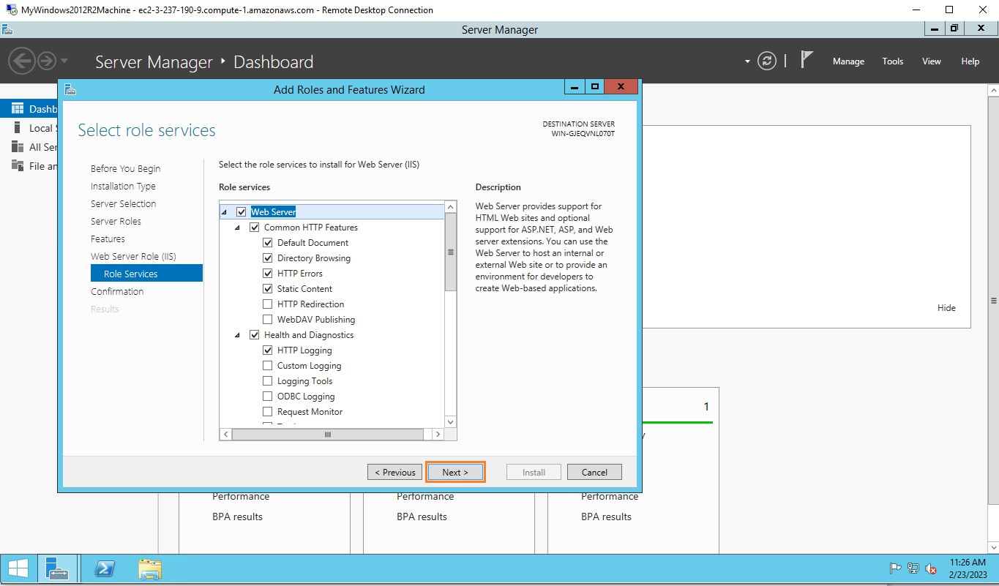 MyWindows2012R2Machine - ec2-3-237-190-9.compute-1.amazonaws.com - Remote Desktop Connection
Server Manager
Server Manager Dashboard
Manage Tools View Help
Add Roles and Features Wizard
Dashb
Local S
All Ser
File an
Select role services
DESTINATION SERVER
WIN-GJEQVNL070T
Before You Begin
Installation Type
Server Selection
Server Roles
Features
Web Server Role (IIS)
Role Services
Confirmation
Results
Select the role services to install for Web Server (IIS)
Role services
Web Server
Common HTTP Features
Default Document
Directory Browsing
HTTP Errors
Static Content
HTTP Redirection
WebDAV Publishing
Health and Diagnostics
HTTP Logging
Custom Logging
Logging Tools
ODBC Logging
Request Monitor
Description
Web Server provides support for
HTML Web sites and optional
support for ASP.NET, ASP, and Web
server extensions. You can use the
Web Server to host an internal or
external Web site or to provide an
environment for developers to
create Web-based applications.
Hide
1
< Previous
Next >
Install
Cancel
Performance
BPA results
Performance
BPA results
Performance
BPA results
11:26 AM
2/23/2023